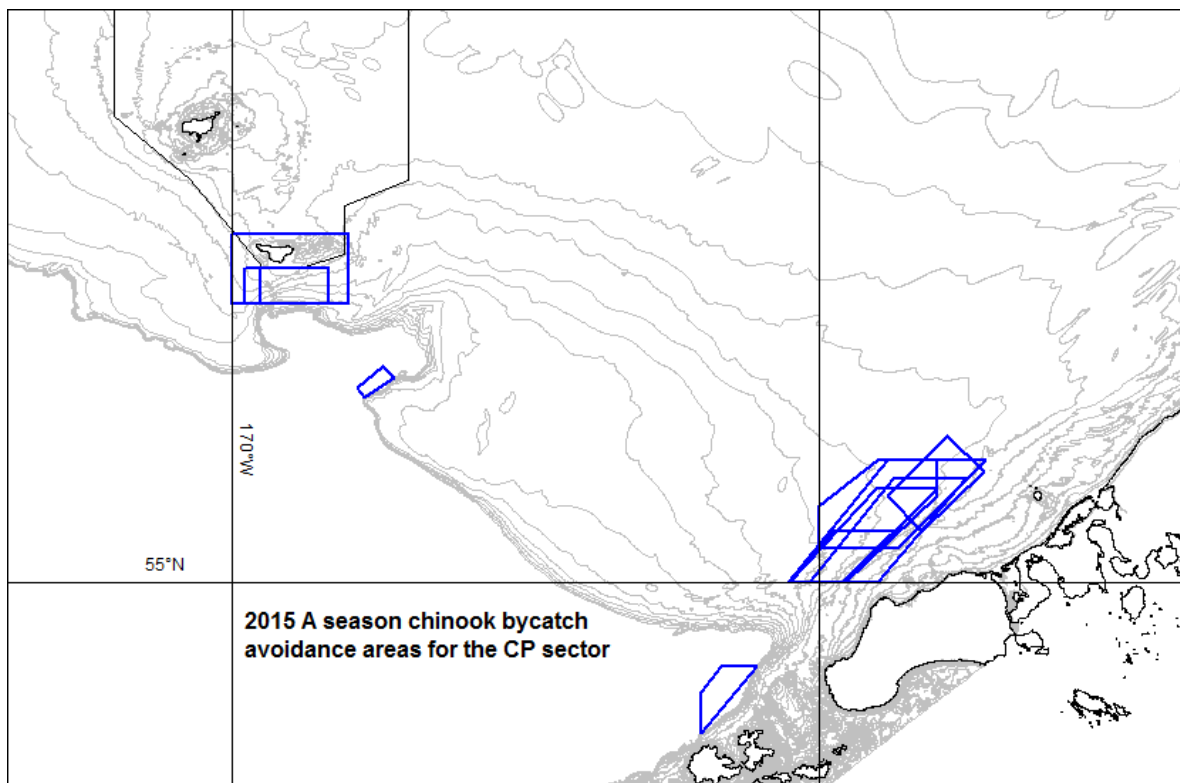 170°W
55°N
2015 A season chinook bycatch
avoidance areas for the CP sector